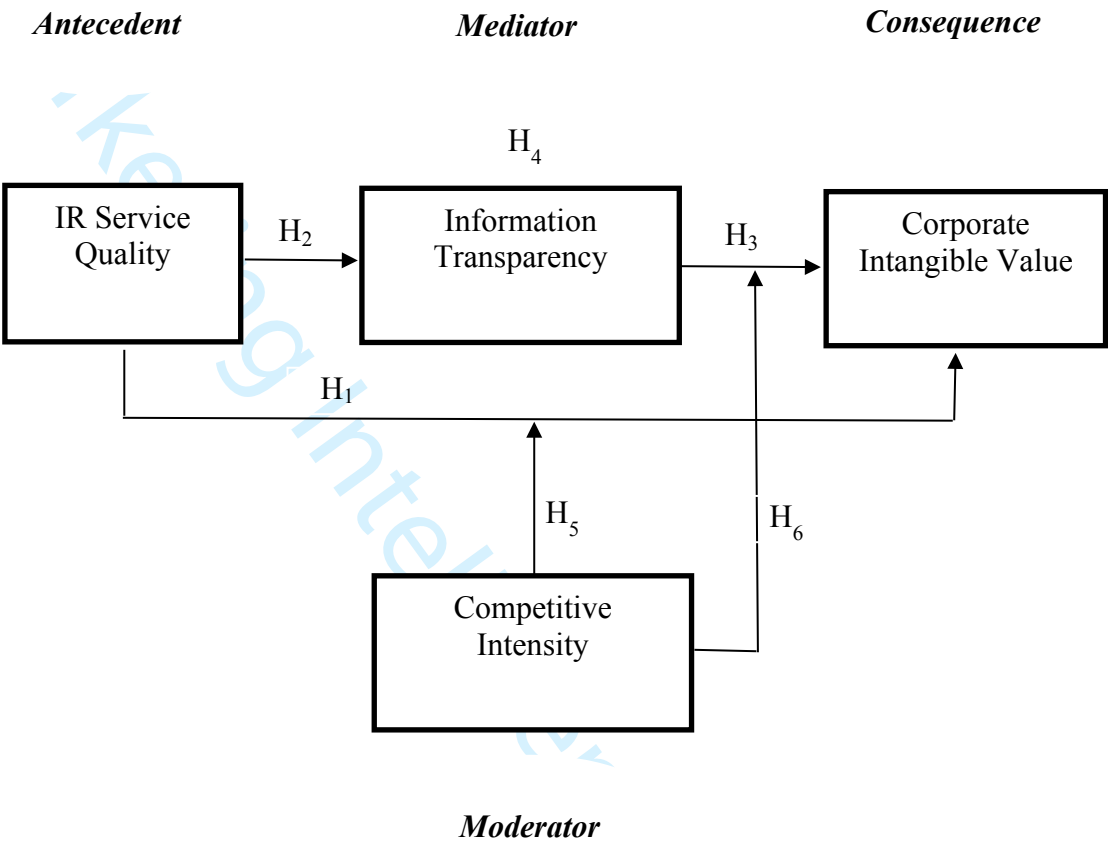 Antecedent
Mediator
Consequence
H4
IR Service
Quality
H2
Information
Transparency
H3
Corporate
Intangible Value
H1
H5
H6
Competitive
Intensity
Moderator